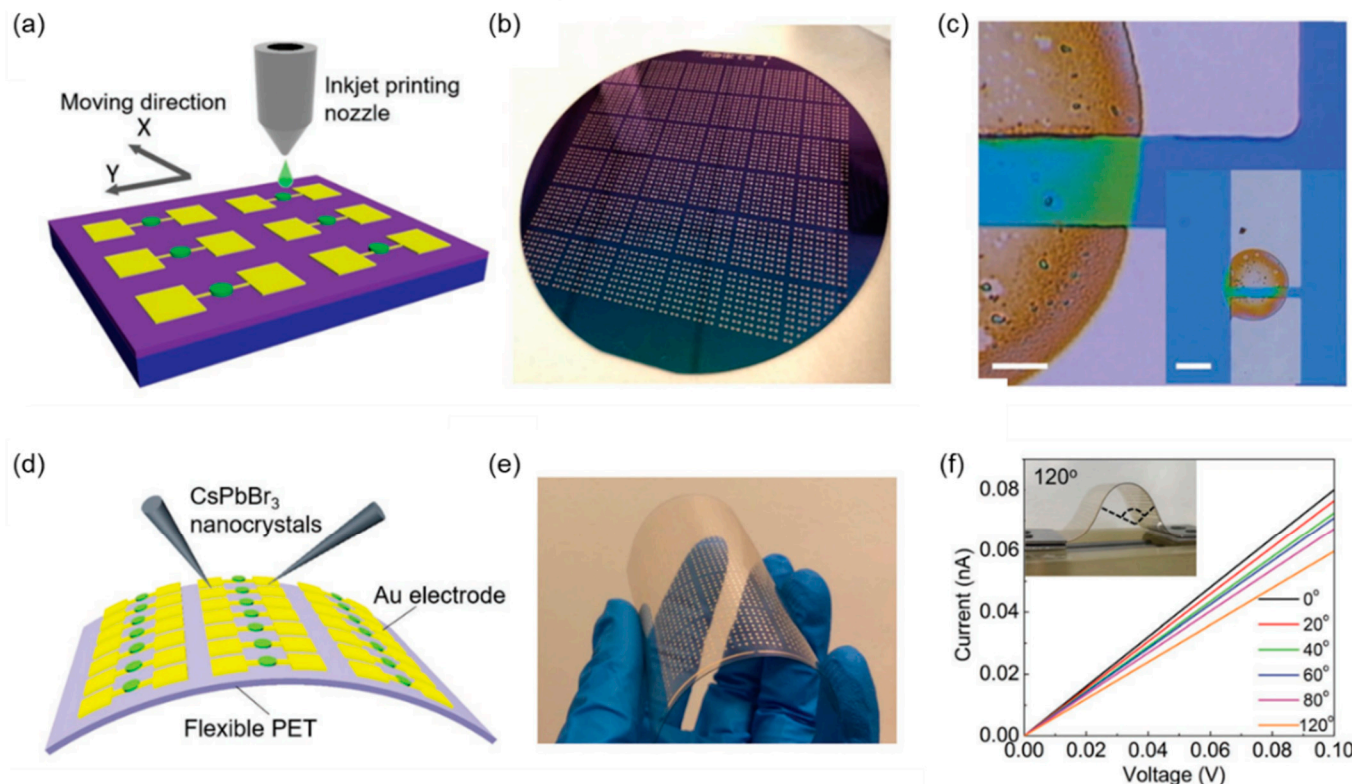 (a)
Inkjet printing
nozzle
Moving direction
X
Y
(b)
(c)
(d)
CsPbBr3
nanocrystals
Au electrode
Flexible PET
(e)
(f)
120°
Current (nA)
0.08
0.06
0.04
0.02
0.00
0°
20°
40°
60°
80°
120°
0.00 0.02 0.04 0.06 0.08 0.10
Voltage (V)